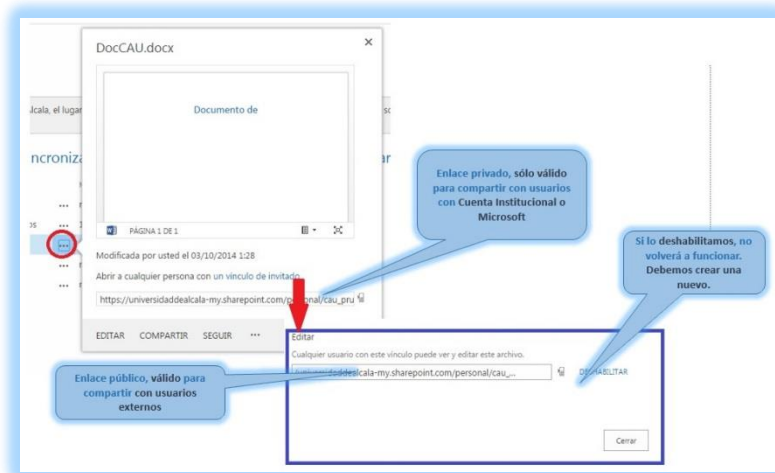 DocCAU.docx
Documento de
lcala, el lugar
ncroniza
PÁGINA 1 DE 1
Modificada por usted el 03/10/2014 1:28
Abrir a cualquier persona con un vínculo de invitado
https://universidaddealcala-my.sharepoint.com/personal/cau_pru
EDITAR COMPARTIR SEGUIR ...
Enlace privado, sólo válido
para compartir con usuarios
con Cuenta Institucional o
Microsoft
Si lo deshabilitamos, no
volverá a funcionar.
Debemos crear una
nuevo.
Editar
Cualquier usuario con este vínculo puede ver y editar este archivo.
/universidaddealcala-my.sharepoint.com/personal/cau_...
DESHABILITAR
Enlace público, válido para
compartir con usuarios
externos
Cerrar